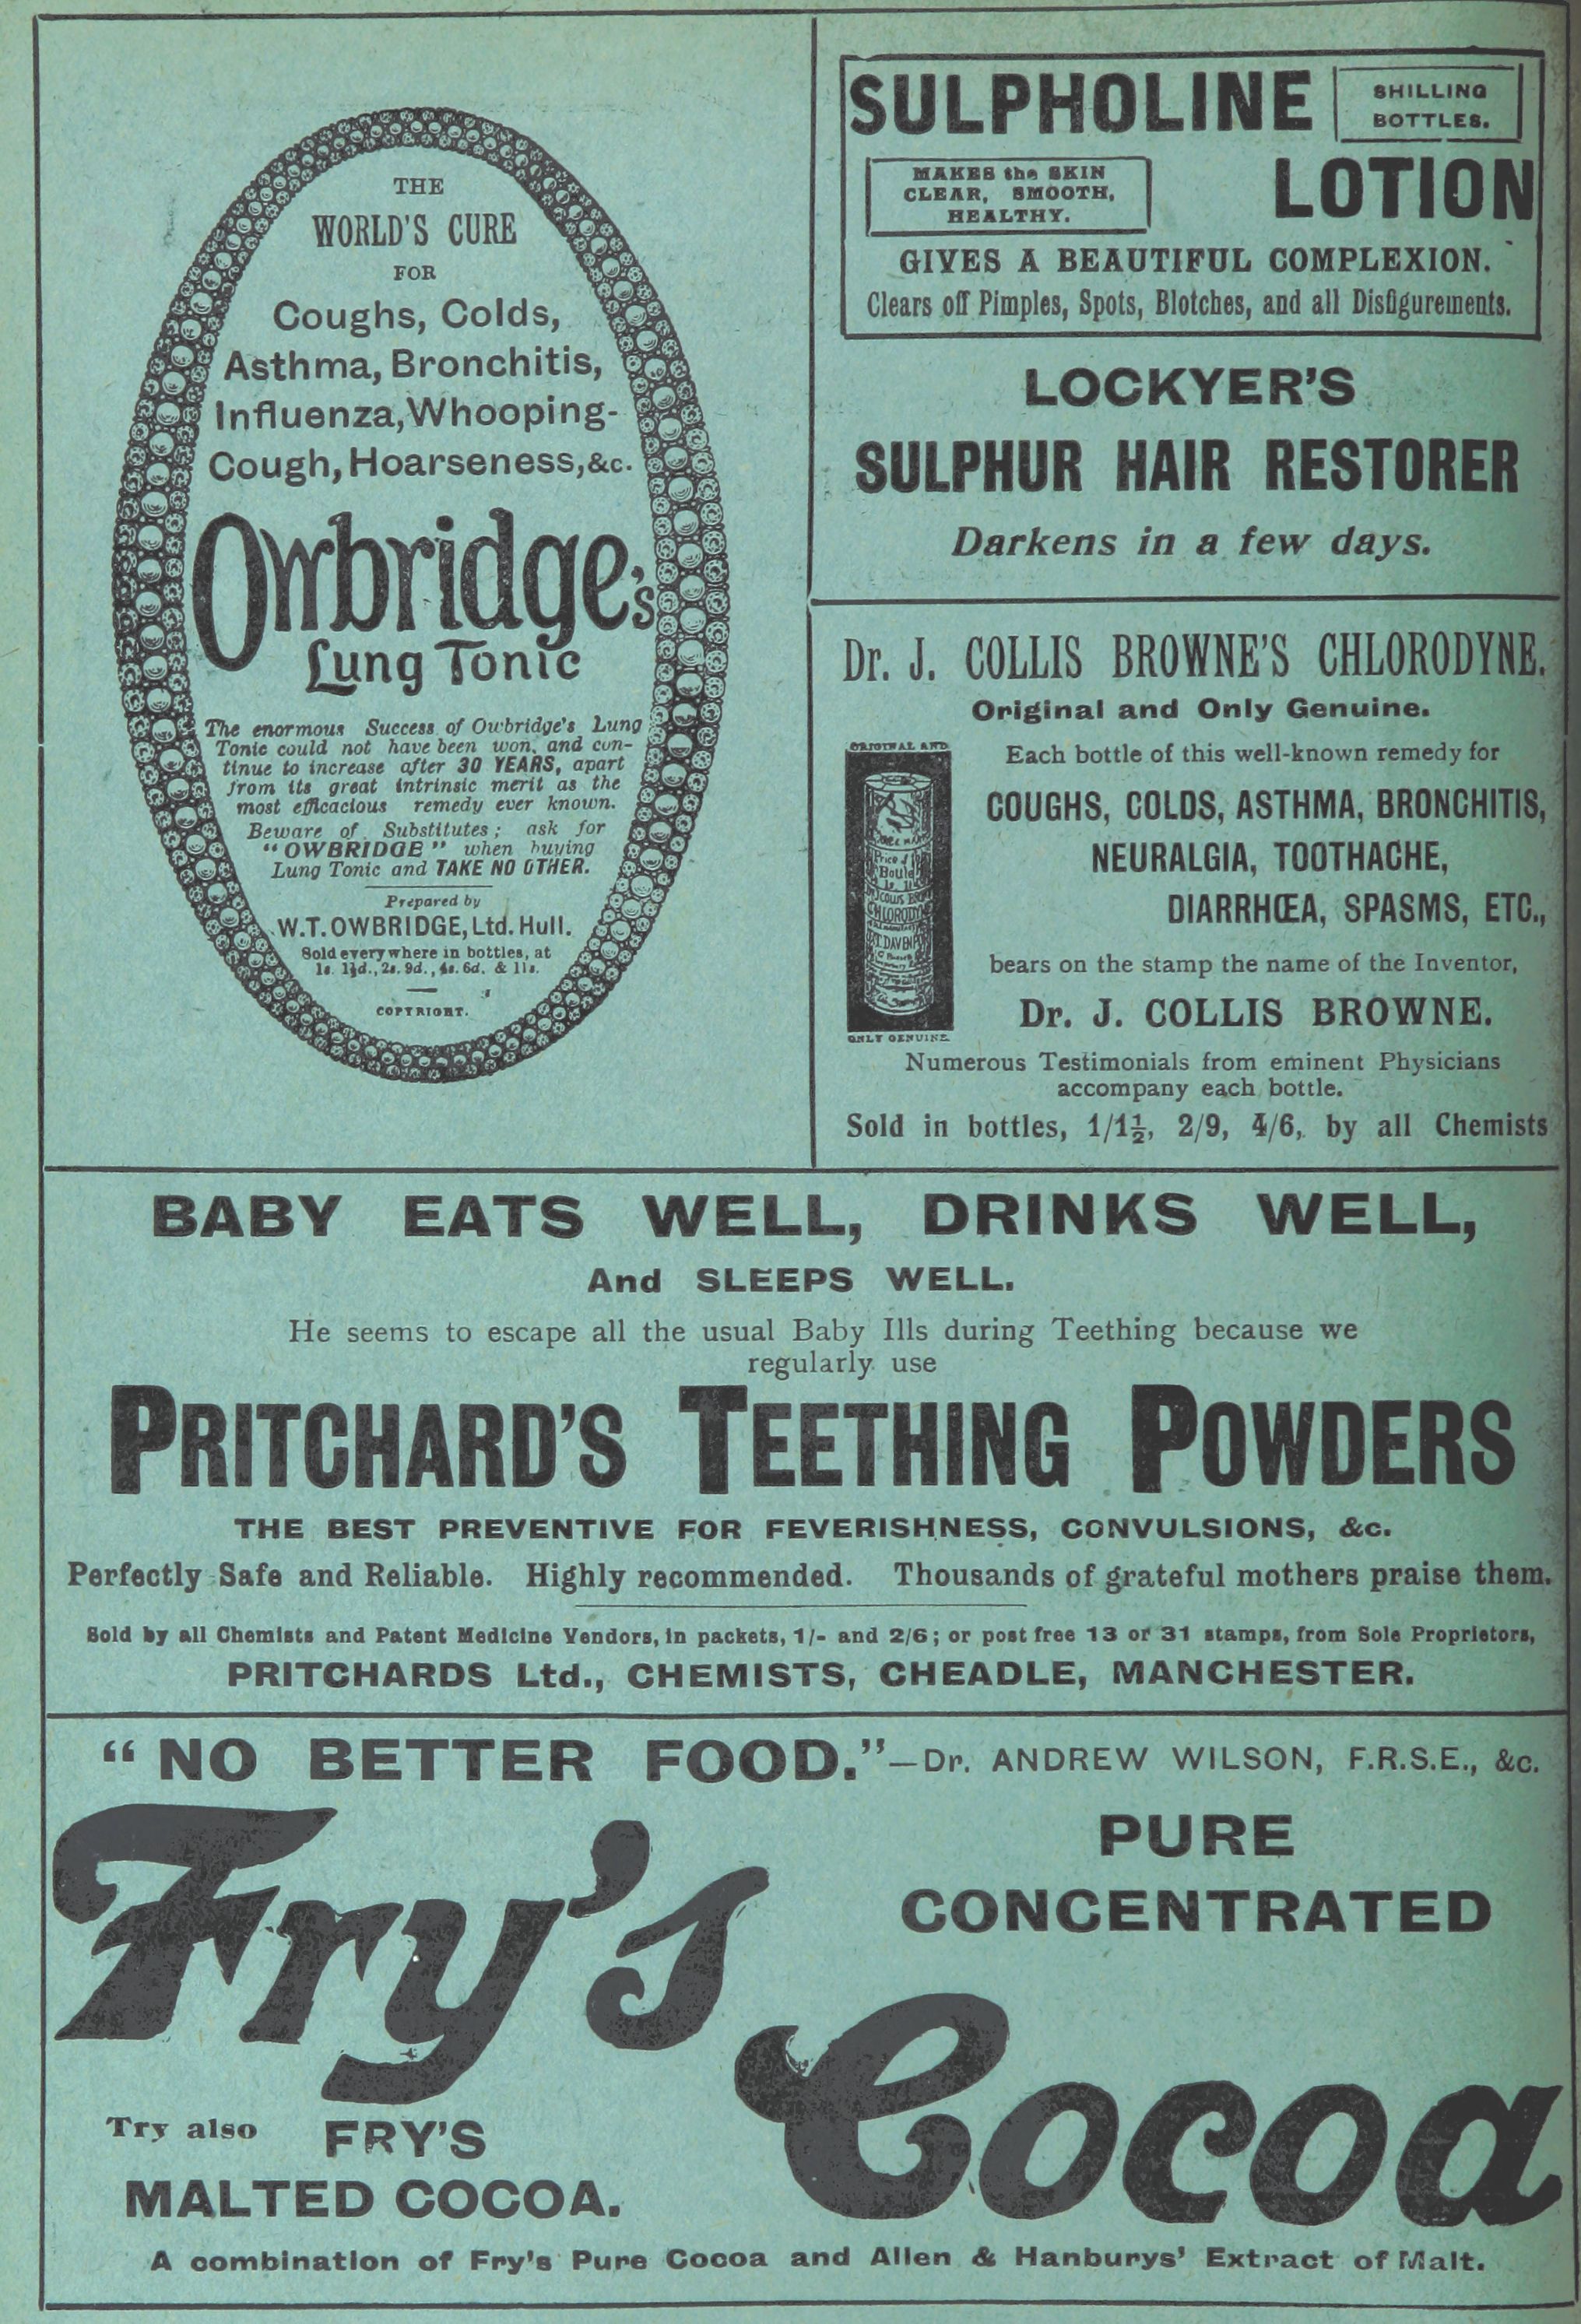 THE
WORLD'S CURE
FOR
Coughs, Colds,
Asthma, Bronchitis,
Influenza, Whooping-
Cough, Hoarseness, &c.
Owbridge's
Lung Tonic
The enormous Success of Owbridge's Lung
Tonic could not have been won, and con-
tinue to increase after 30 YEARS, apart
from its great intrinsic merit as the
most efficacious remedy ever known.
Beware of Substitutes; ask for
"OWBRIDGE" when buying
Lung Tonic and TAKE NO OTHER.
Prepared by
W.T. OWBRIDGE, Ltd. Hull.
Sold everywhere in bottles, at
1s. 1½d., 2s. 9d., 4s. 6d. & 11s.
COPYRIGHT.
SULPHOLINE
SHILLING
BOTTLES.
MAKES the SKIN
CLEAR, SMOOTH,
HEALTHY.
LOTION
GIVES A BEAUTIFUL COMPLEXION.
Clears off Pimples, Spots, Blotches, and all Disfigurements.
LOCKYER'S
SULPHUR HAIR RESTORER
Darkens in a few days.
Dr. J. COLLIS BROWNE'S CHLORODYNE.
Original and Only Genuine.
ORIGINAL AND
Price of
CHLORODYNE
ONLY GENUINE
Each bottle of this well-known remedy for
COUGHS, COLDS, ASTHMA, BRONCHITIS,
NEURALGIA, TOOTHACHE,
DIARRHŒA, SPASMS, ETC.,
bears on the stamp the name of the Inventor,
Dr. J. COLLIS BROWNE.
Numerous Testimonials from eminent Physicians
accompany each bottle.
Sold in bottles, 1/1½, 2/9, 4/6, by all Chemists
BABY EATS WELL, DRINKS WELL,
And SLEEPS WELL.
He seems to escape all the usual Baby Ills during Teething because we
regularly use
PRITCHARD'S TEETHING POWDERS
THE BEST PREVENTIVE FOR FEVERISHNESS, CONVULSIONS, &c.
Perfectly Safe and Reliable. Highly recommended. Thousands of grateful mothers praise them.
Sold by all Chemists and Patent Medicine Vendors, in packets, 1/- and 2/6; or post free 13 or 31 stamps, from Sole Proprietors,
PRITCHARDS Ltd., CHEMISTS, CHEADLE, MANCHESTER.
"NO BETTER FOOD."—Dr. ANDREW WILSON, F.R.S.E., &c.
Fry's
PURE
CONCENTRATED
Cocoa
Try also FRY'S
MALTED COCOA.
A combination of Fry's Pure Cocoa and Allen & Hanburys' Extract of Malt.